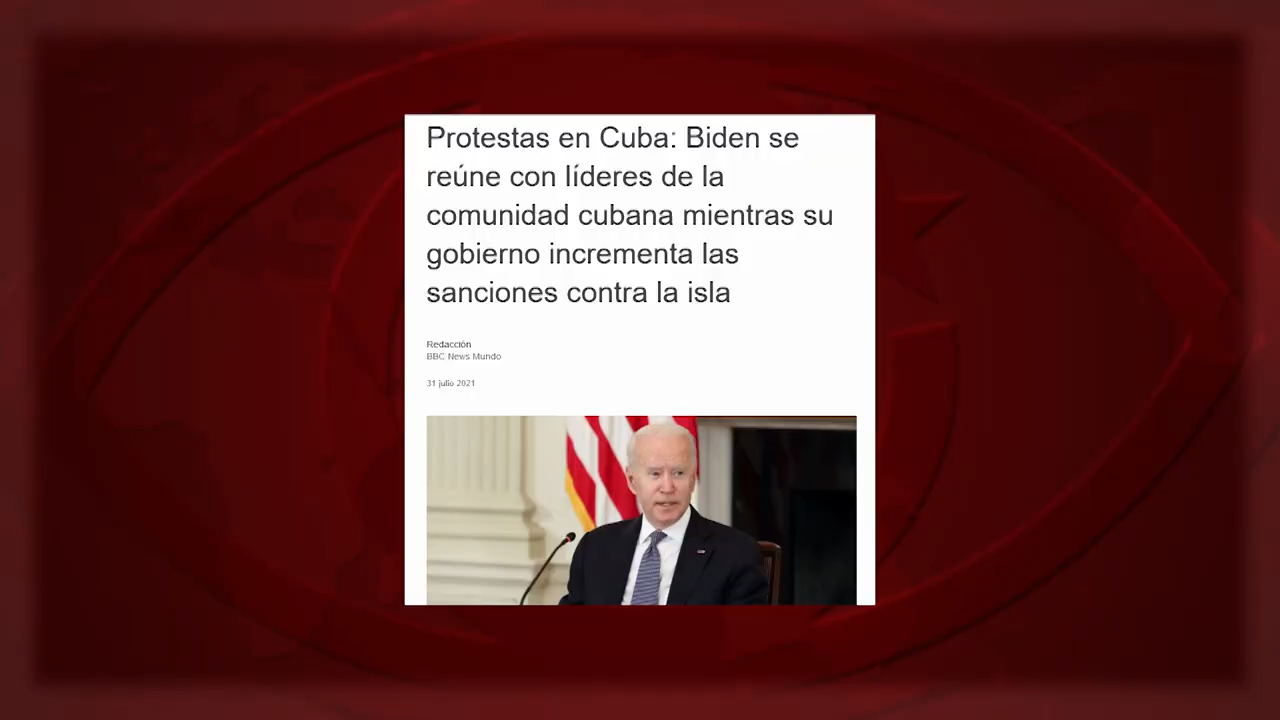 Protestas en Cuba: Biden se
reúne con líderes de la
comunidad cubana mientras su
gobierno incrementa las
sanciones contra la isla
Redacción
BBC News Mundo
31 julio 2021